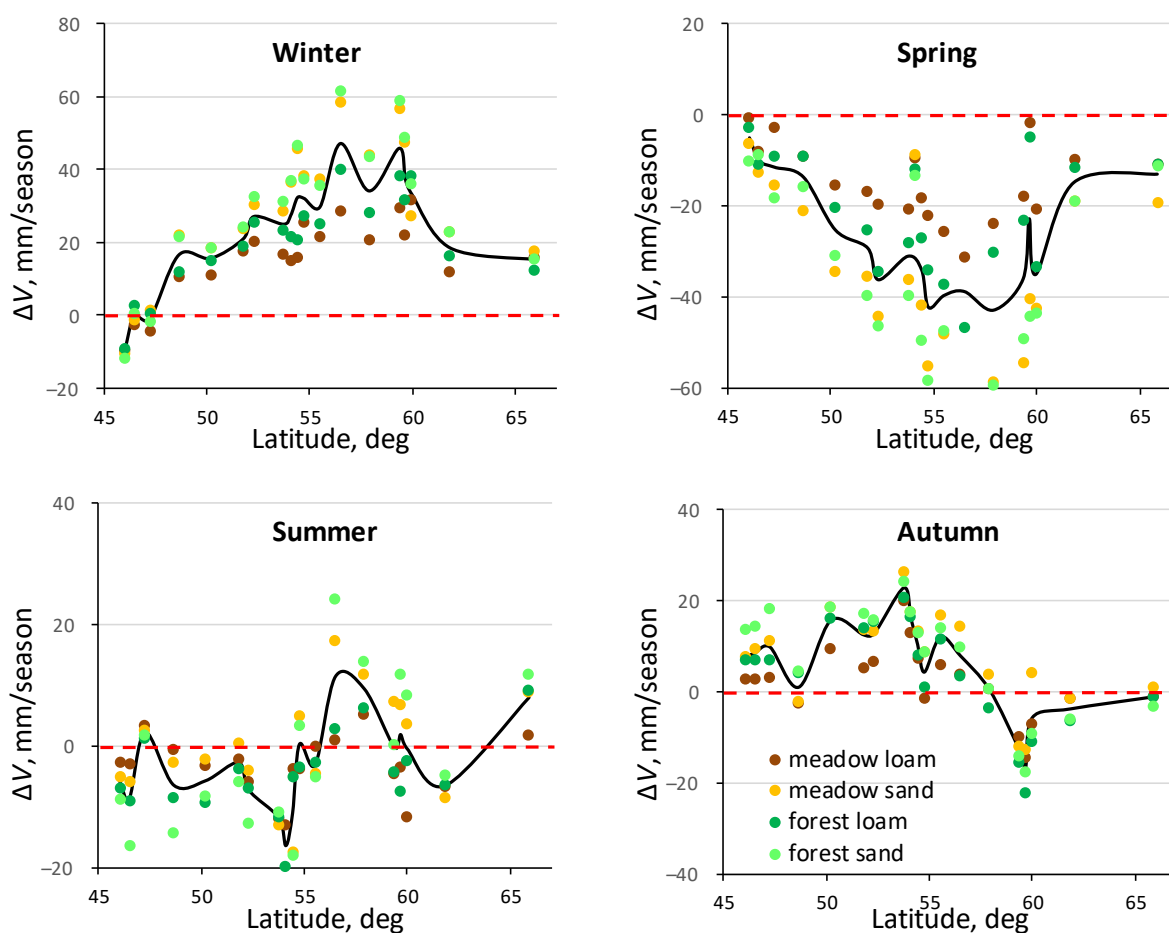 Winter
ΔV, mm/season
80
60
40
20
0
–20
45 50 55 60 65
Latitude, deg
Spring
ΔV, mm/season
20
0
–20
–40
–60
45 50 55 60 65
Latitude, deg
Summer
ΔV, mm/season
40
20
0
–20
45 50 55 60 65
Latitude, deg
Autumn
ΔV, mm/season
40
20
0
–20
–40
meadow loam
meadow sand
forest loam
forest sand
45 50 55 60 65
Latitude, deg